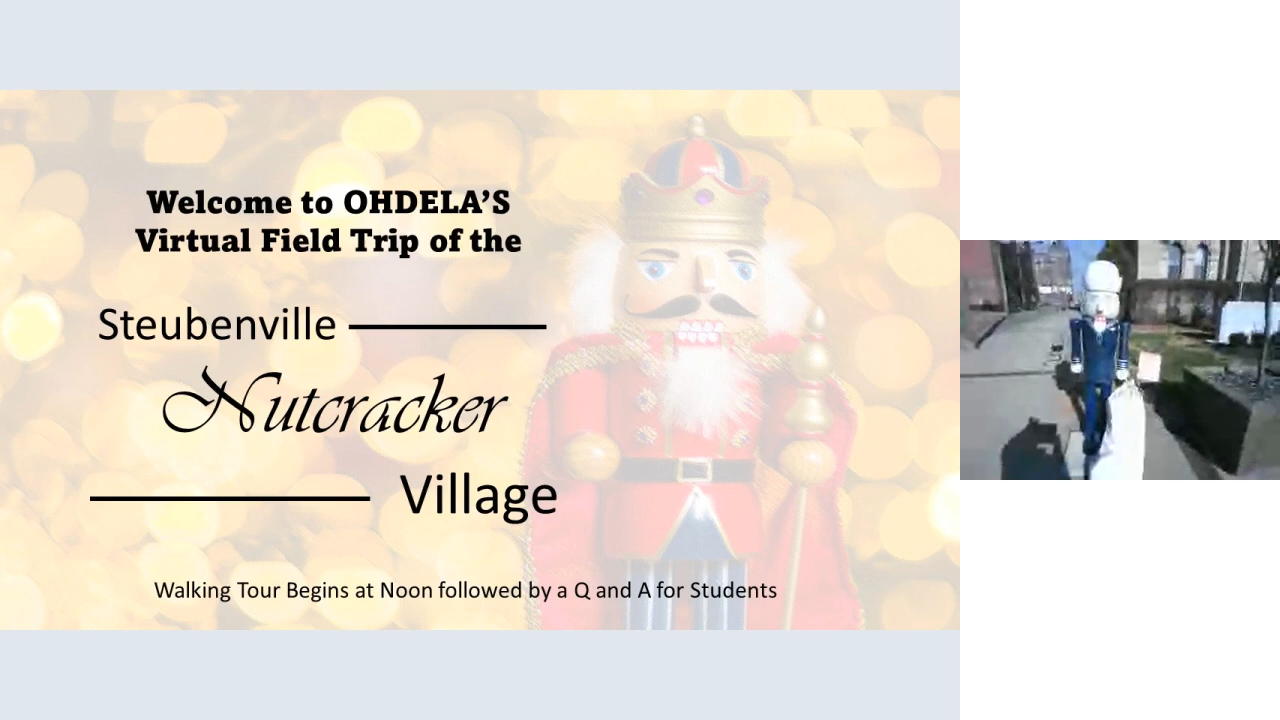 Welcome to OHDELA’S
Virtual Field Trip of the
Steubenville
Nutcracker
Village
Walking Tour Begins at Noon followed by a Q and A for Students